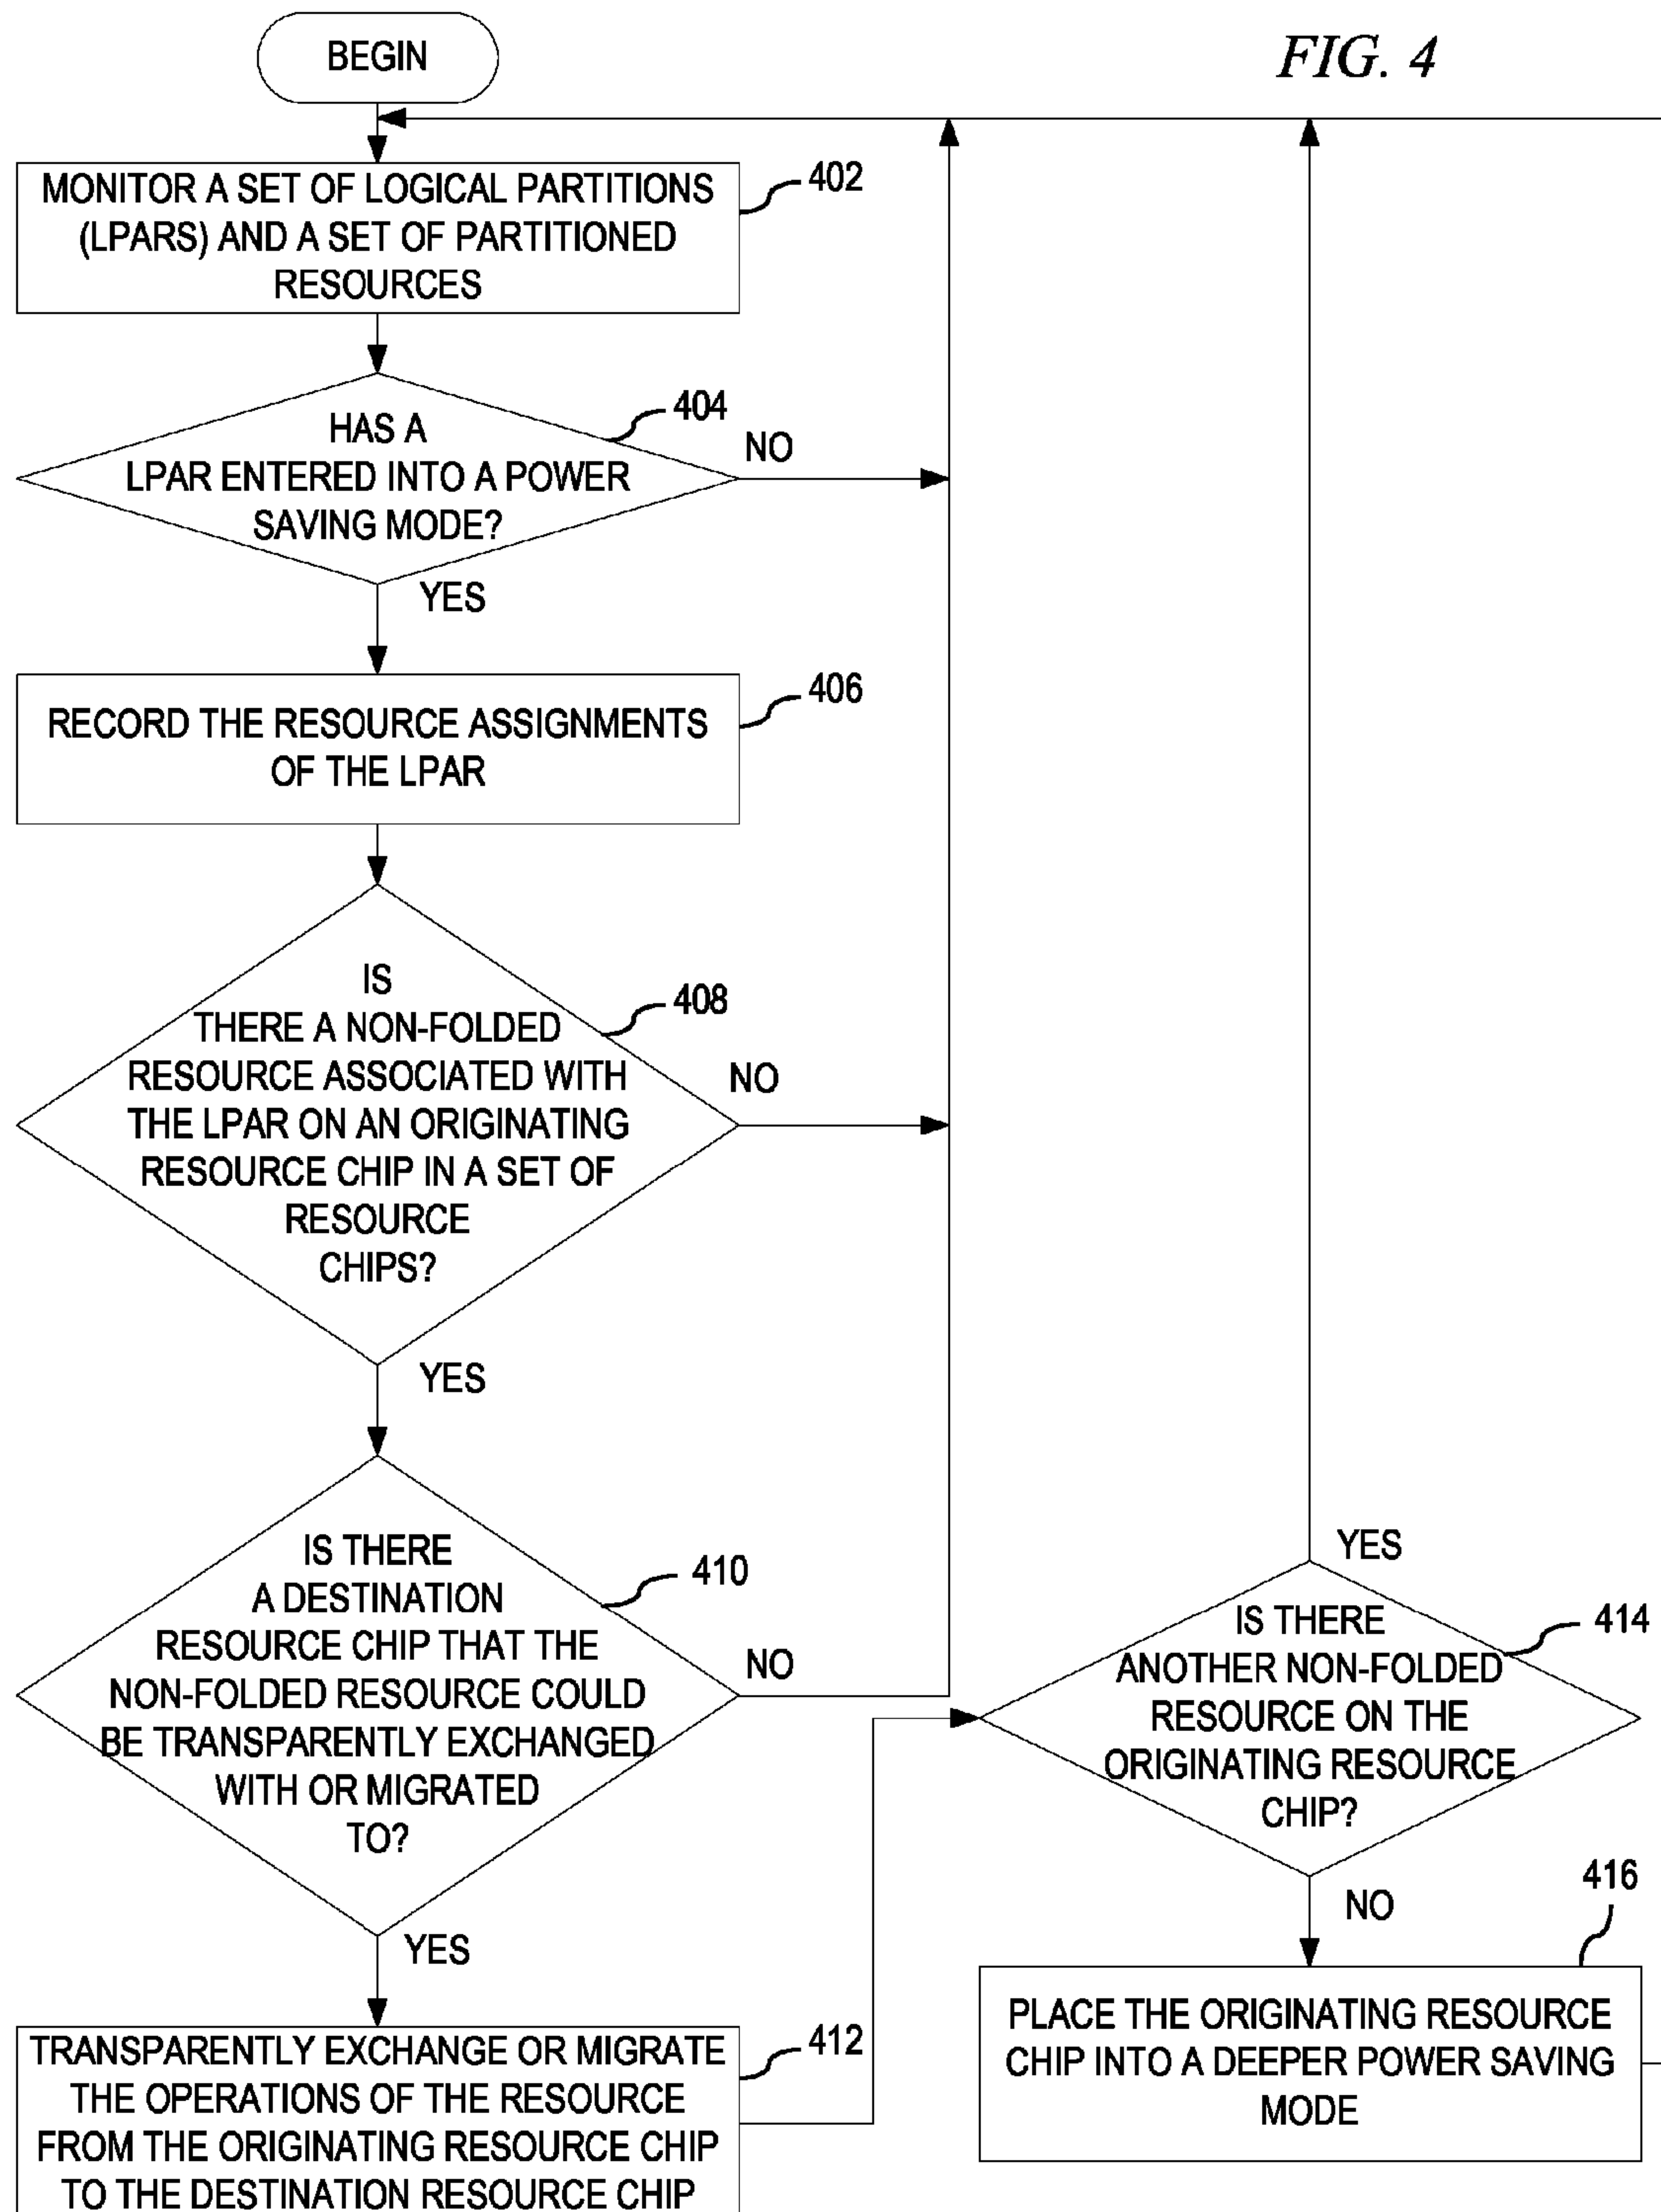 BEGIN
FIG. 4
MONITOR A SET OF LOGICAL PARTITIONS
(LPARS) AND A SET OF PARTITIONED
RESOURCES
402
HAS A
LPAR ENTERED INTO A POWER
SAVING MODE?
404
NO
YES
RECORD THE RESOURCE ASSIGNMENTS
OF THE LPAR
406
IS
THERE A NON-FOLDED
RESOURCE ASSOCIATED WITH
THE LPAR ON AN ORIGINATING
RESOURCE CHIP IN A SET OF
RESOURCE
CHIPS?
408
NO
YES
IS THERE
A DESTINATION
RESOURCE CHIP THAT THE
NON-FOLDED RESOURCE COULD
BE TRANSPARENTLY EXCHANGED
WITH OR MIGRATED
TO?
410
NO
YES
TRANSPARENTLY EXCHANGE OR MIGRATE
THE OPERATIONS OF THE RESOURCE
FROM THE ORIGINATING RESOURCE CHIP
TO THE DESTINATION RESOURCE CHIP
412
YES
IS THERE
ANOTHER NON-FOLDED
RESOURCE ON THE
ORIGINATING RESOURCE
CHIP?
414
NO
416
PLACE THE ORIGINATING RESOURCE
CHIP INTO A DEEPER POWER SAVING
MODE